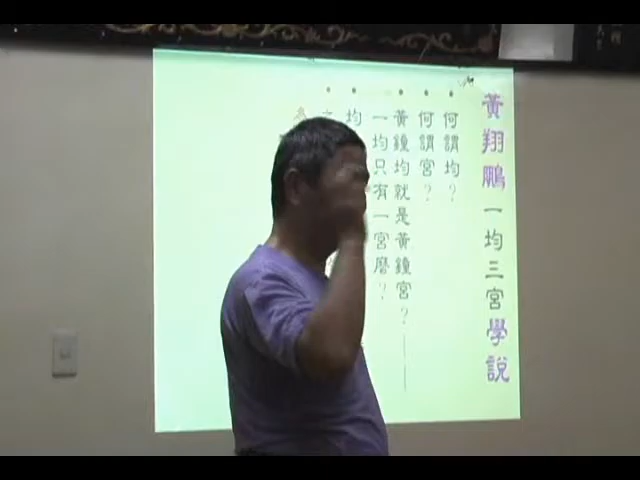 黃翔鵬一均三宮學說
何謂均？
何謂宮？
黃鐘均就是黃鐘宮？
一均只有一宮麼？
均